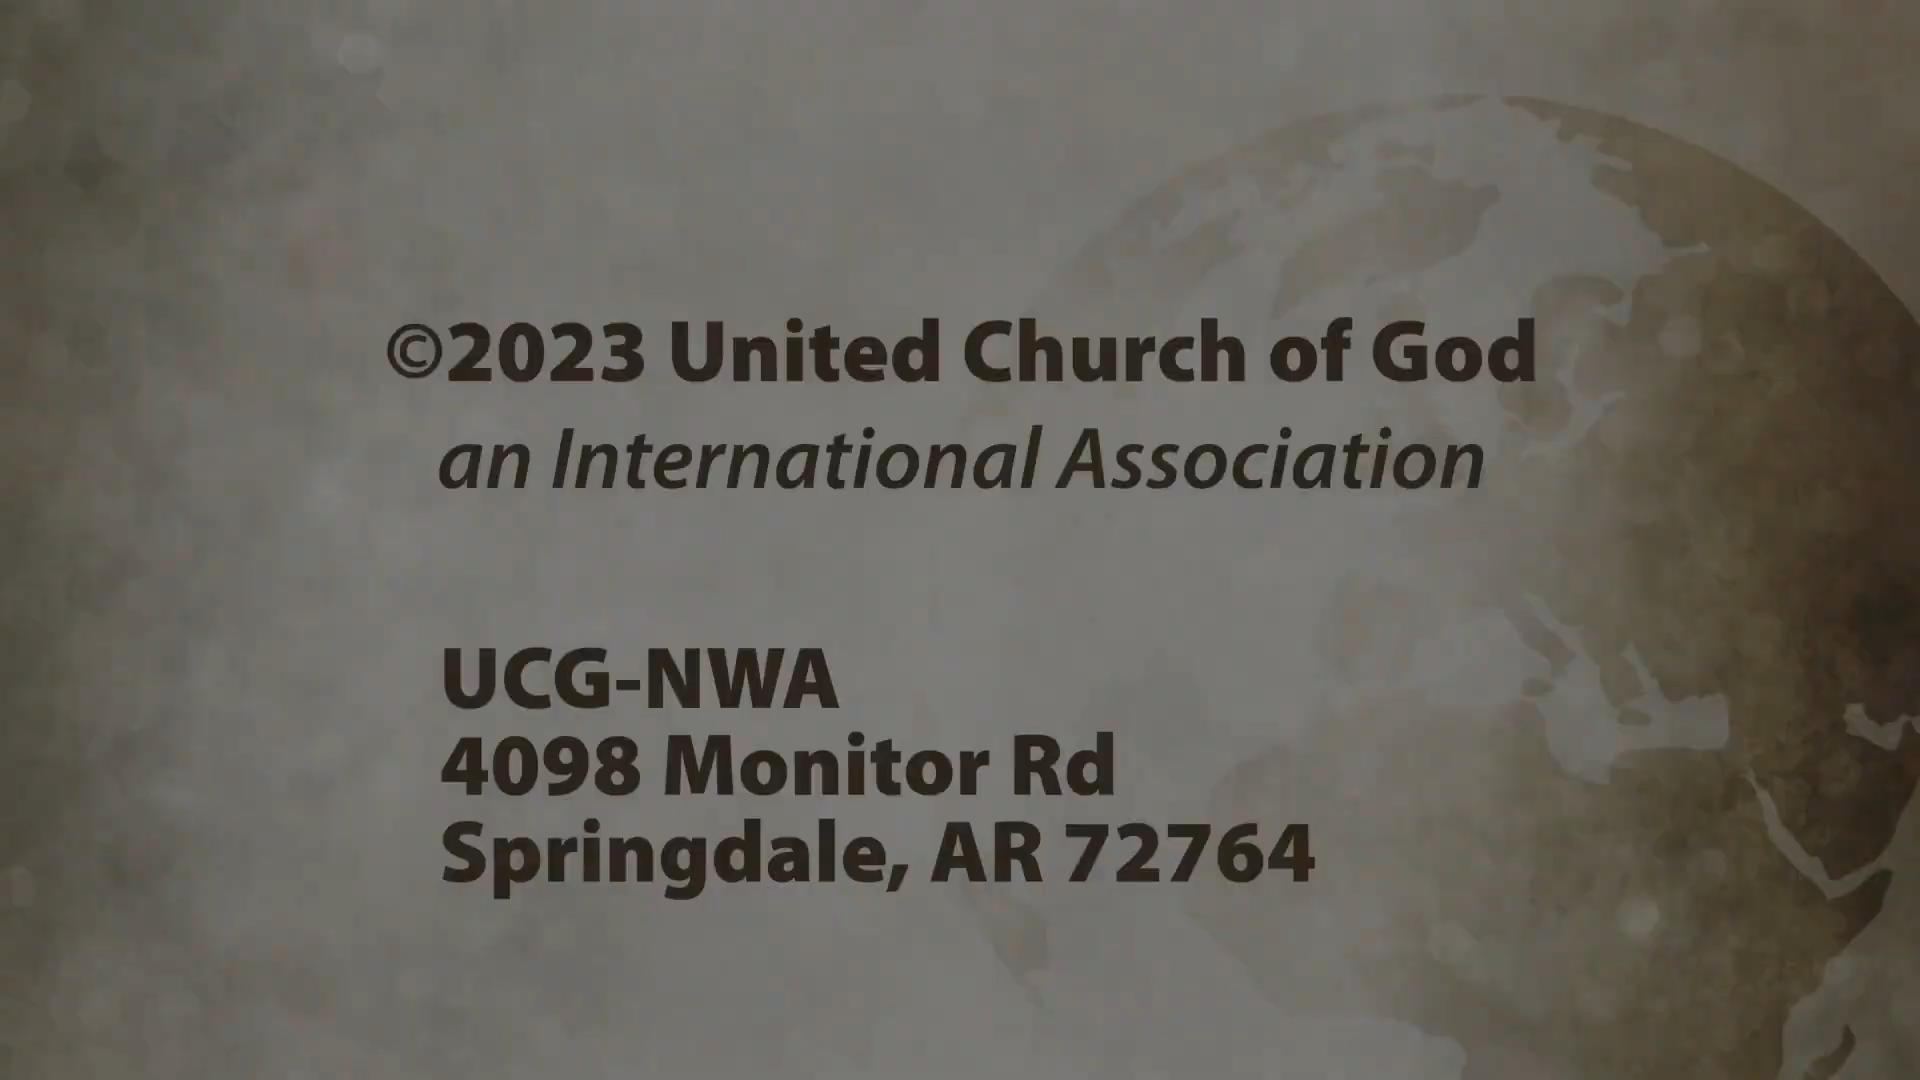 ©2023 United Church of God
an International Association
UCG-NWA
4098 Monitor Rd
Springdale, AR 72764